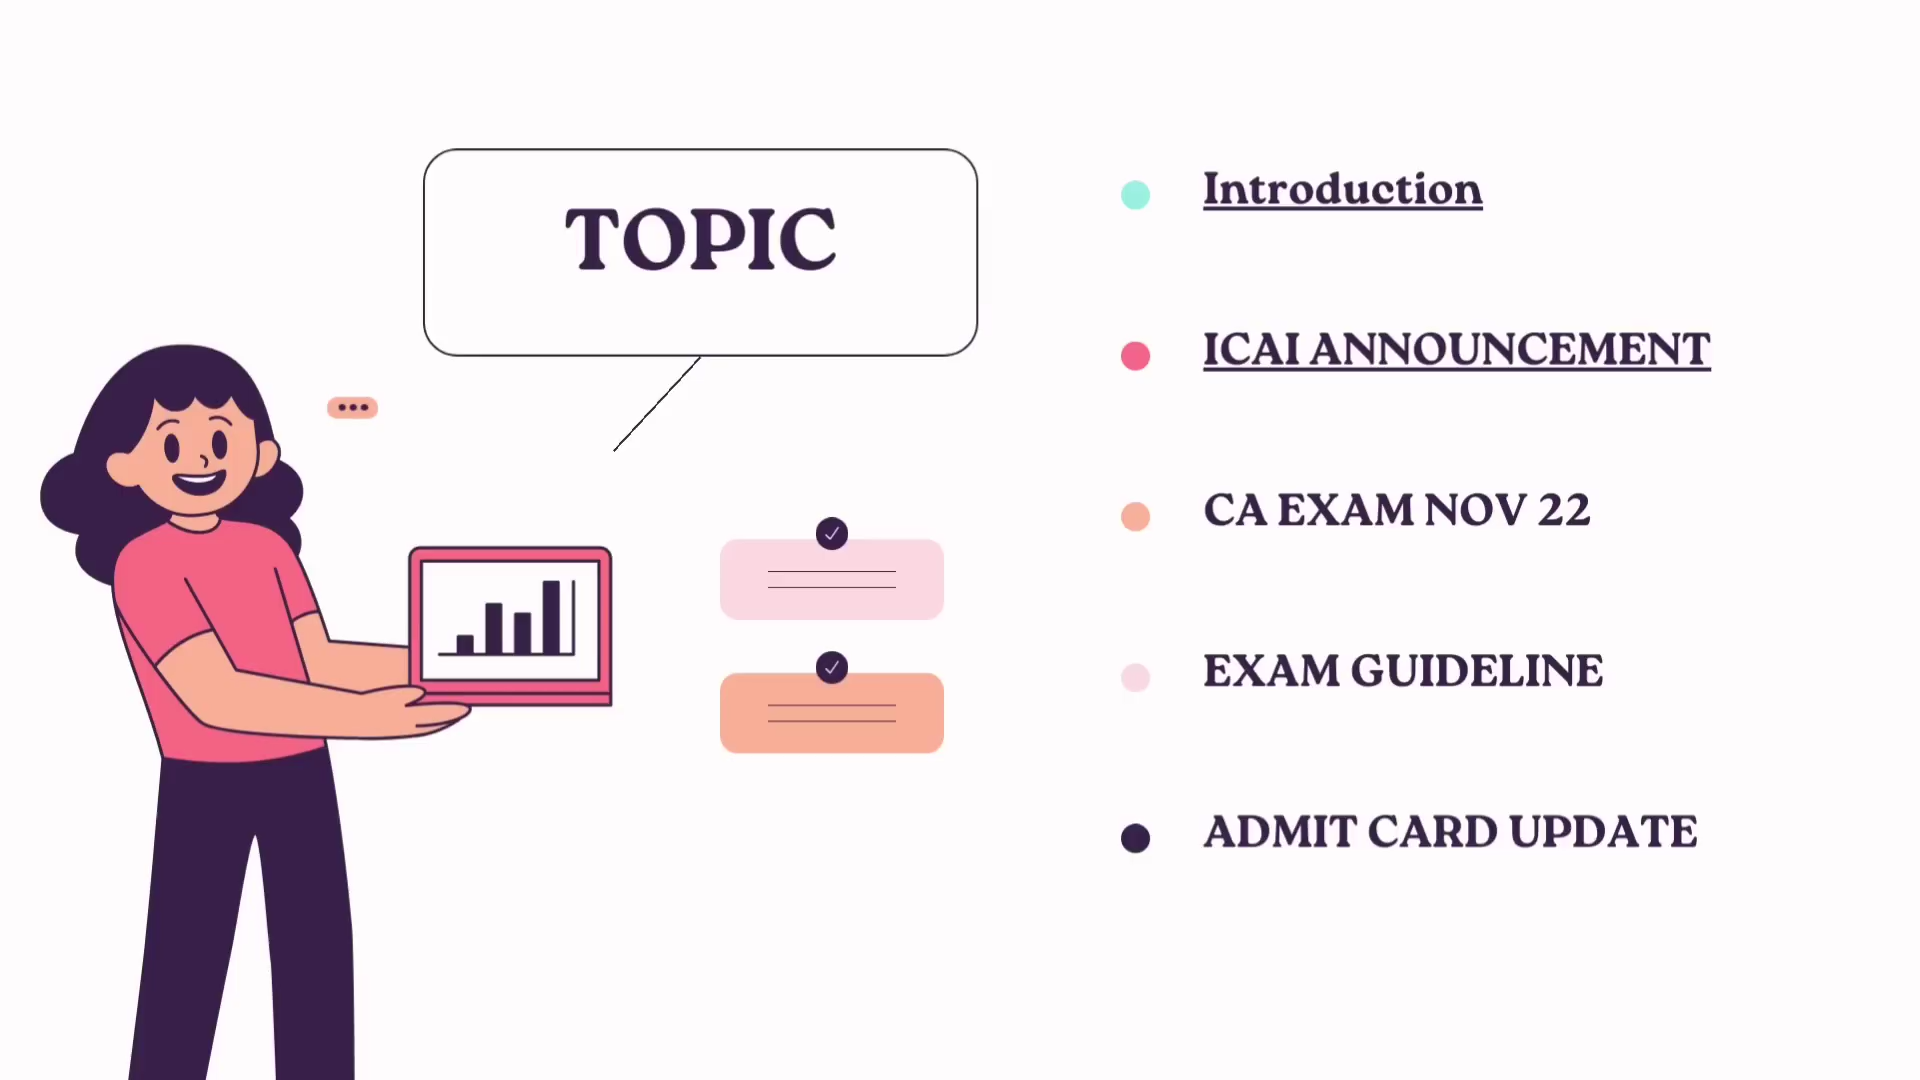 TOPIC
Introduction
ICAI ANNOUNCEMENT
CA EXAM NOV 22
EXAM GUIDELINE
ADMIT CARD UPDATE